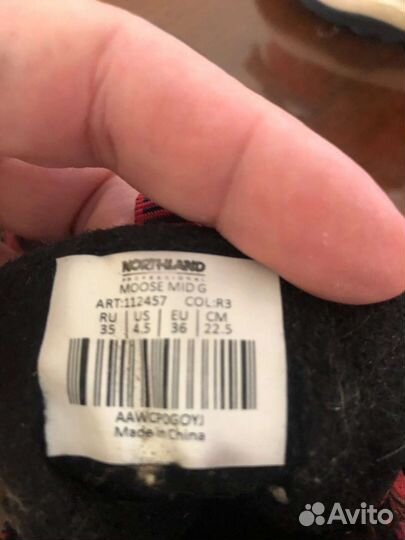 NORTHLAND
PROFESSIONAL
MOOSE MID G
ART:112457 COL:R3
RU US EU CM
35 4.5 36 22.5
AAWCP0GOYJ
Made in China
Avito